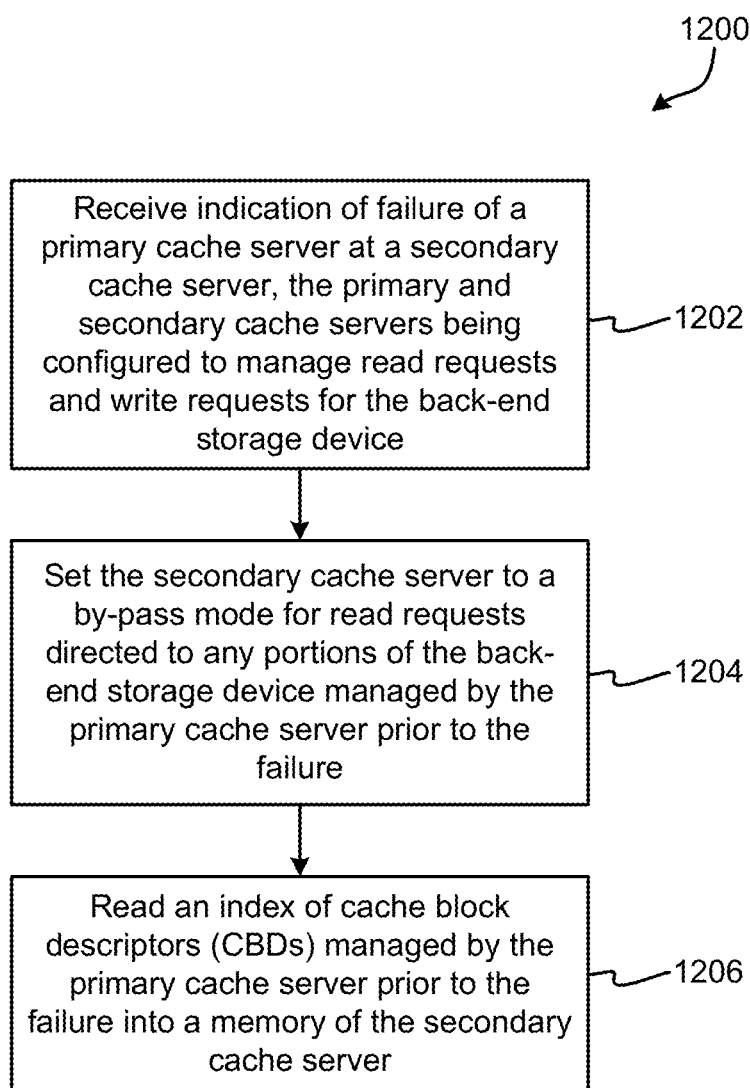 1200
Receive indication of failure of a
primary cache server at a secondary
cache server, the primary and
secondary cache servers being
configured to manage read requests
and write requests for the back-end
storage device
1202
Set the secondary cache server to a
by-pass mode for read requests
directed to any portions of the back-
end storage device managed by the
primary cache server prior to the
failure
1204
Read an index of cache block
descriptors (CBDs) managed by the
primary cache server prior to the
failure into a memory of the secondary
cache server
1206